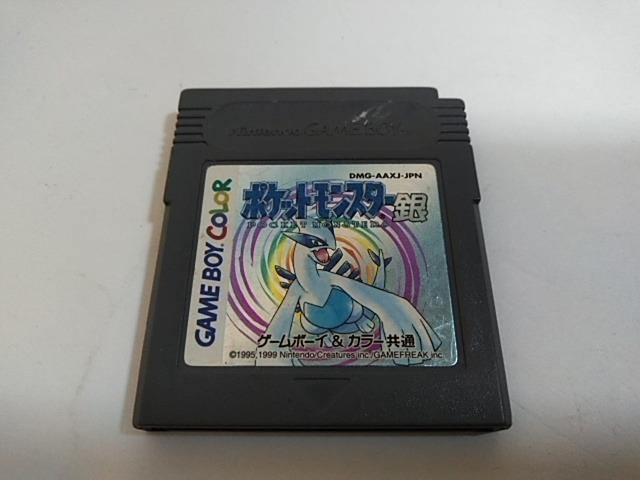 Nintendo GAME BOY
DMG-AAXJ-JPN
GAME BOY COLOR
ポケットモンスター銀
POCKET MONSTERS
ゲームボーイ & カラー共通
©1995,1999 Nintendo/Creatures inc./GAMEFREAK inc.